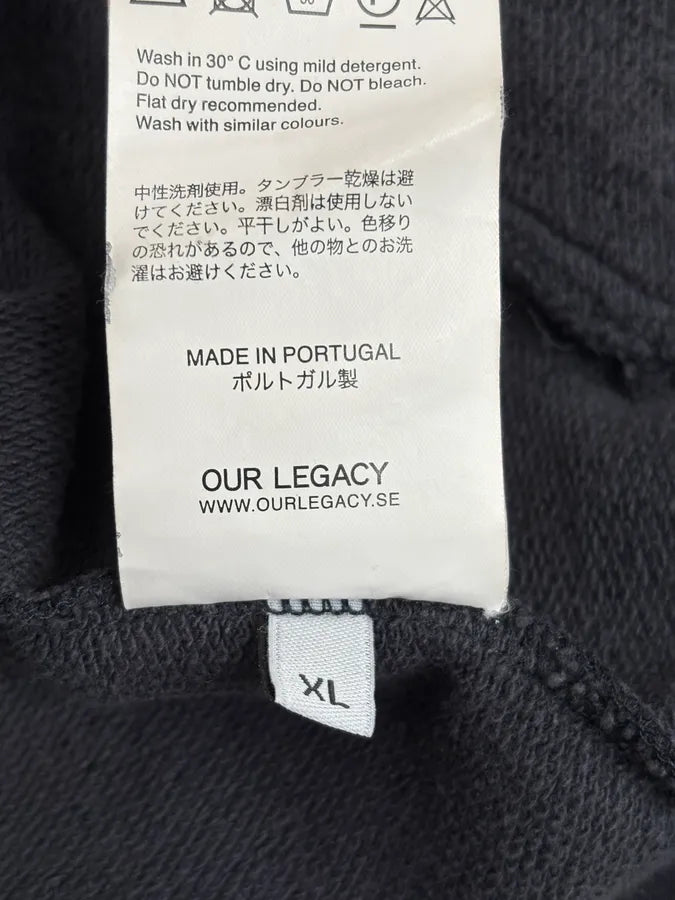 Wash in 30° C using mild detergent.
Do NOT tumble dry. Do NOT bleach.
Flat dry recommended.
Wash with similar colours.
中性洗剤使用。タンブラー乾燥は避
けてください。漂白剤は使用しない
でください。平干しがよい。色移り
の恐れがあるので、他の物とのお洗
濯はお避けください。
MADE IN PORTUGAL
ポルトガル製
OUR LEGACY
WWW.OURLEGACY.SE
XL